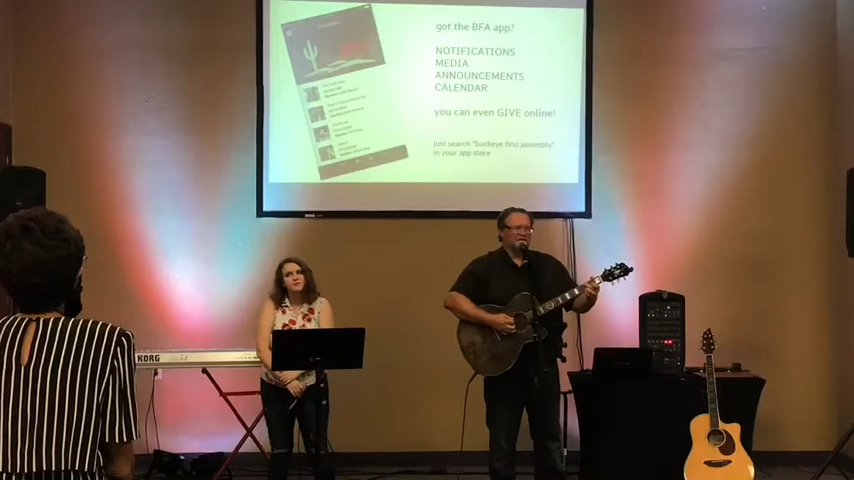 got the BFA app?
NOTIFICATIONS
MEDIA
ANNOUNCEMENTS
CALENDAR
you can even GIVE online!
just search "buckeye first assembly"
in your app store
KORG